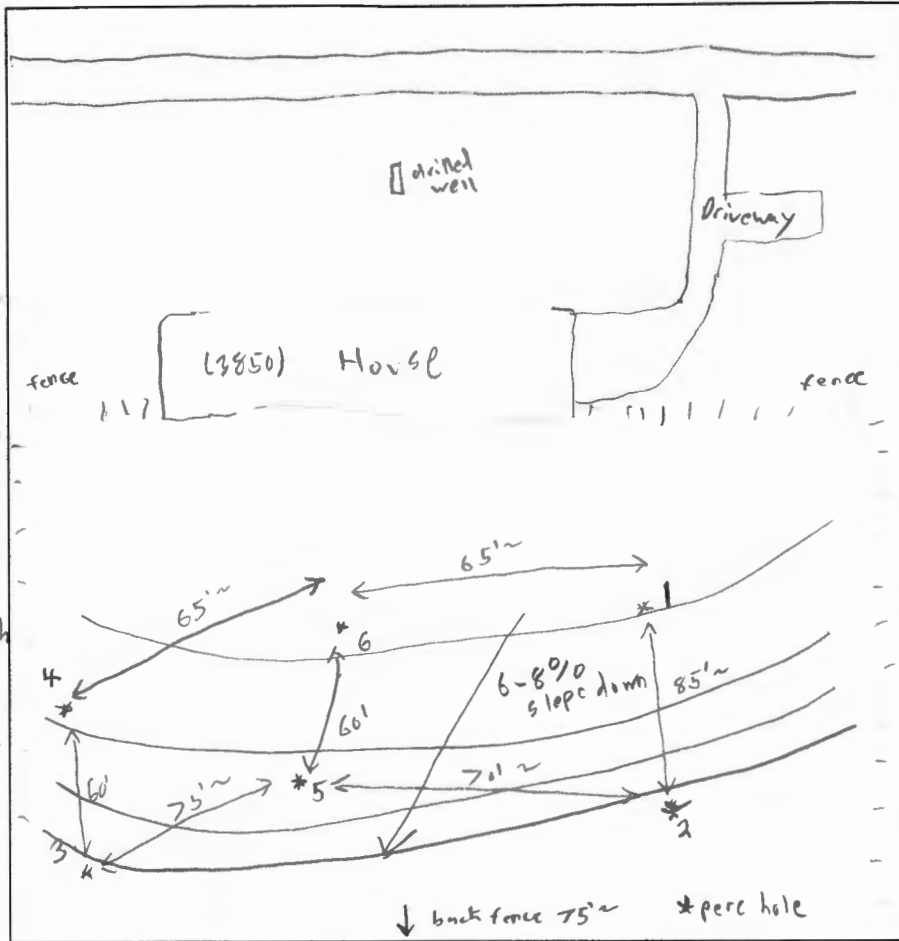 drilled
well
Driveway
(3850) House
fence
fence
65'~
65'~
* 1
* 6
4
*
6-8%
slope down
85'~
60'
60'
75'~
* 5
70'~
* 2
3
*
↓ back fence 75'~
* perc hole